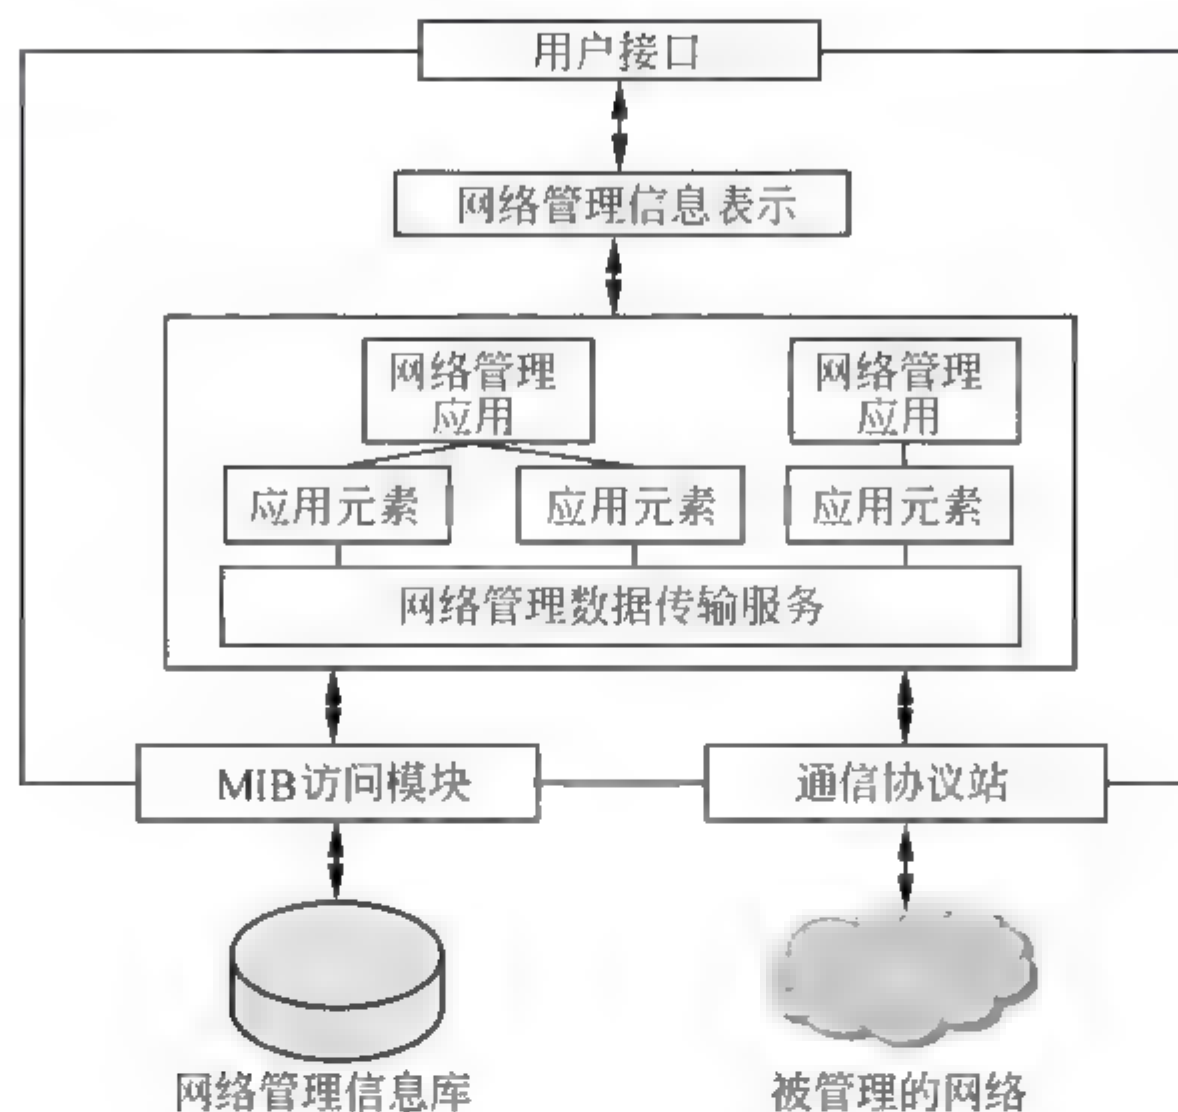 用户接口
网络管理信息表示
网络管理
应用
网络管理
应用
应用元素
应用元素
应用元素
网络管理数据传输服务
MIB访问模块
通信协议站
网络管理信息库
被管理的网络